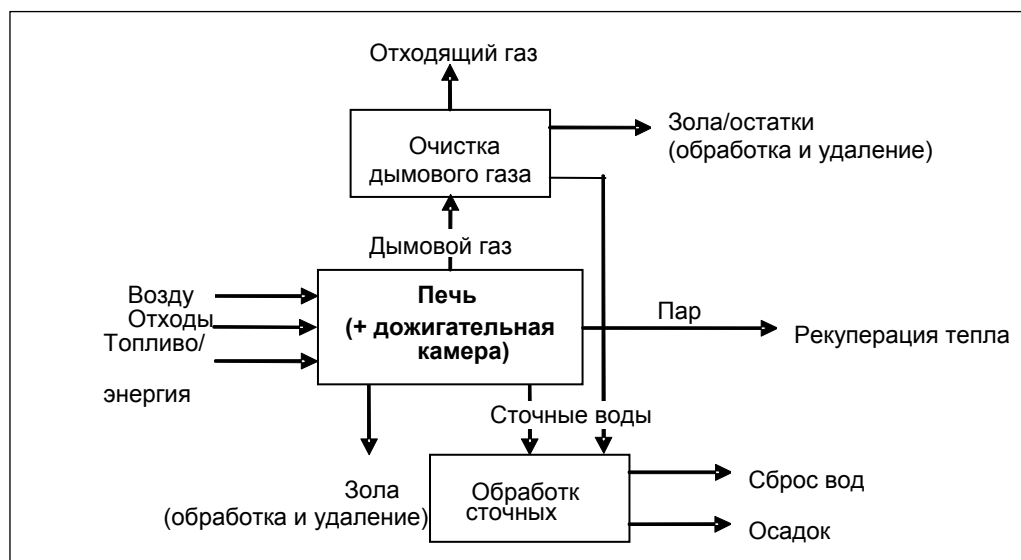 Отходящий газ
Очистка
дымового газа
Зола/остатки
(обработка и удаление)
Дымовой газ
Возду
Отходы
Топливо/
энергия
Печь
(+ дожигательная
камера)
Пар
Рекуперация тепла
Сточные воды
Зола
(обработка и удаление)
Обработк
сточных
Сброс вод
Осадок